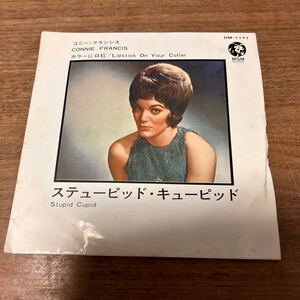 コニー・フランシス
DM-1171
CONNIE FRANCIS
カラーに口紅/Lipstick On Your Collar
MGM
ステューピッド・キューピッド
Stupid Cupid